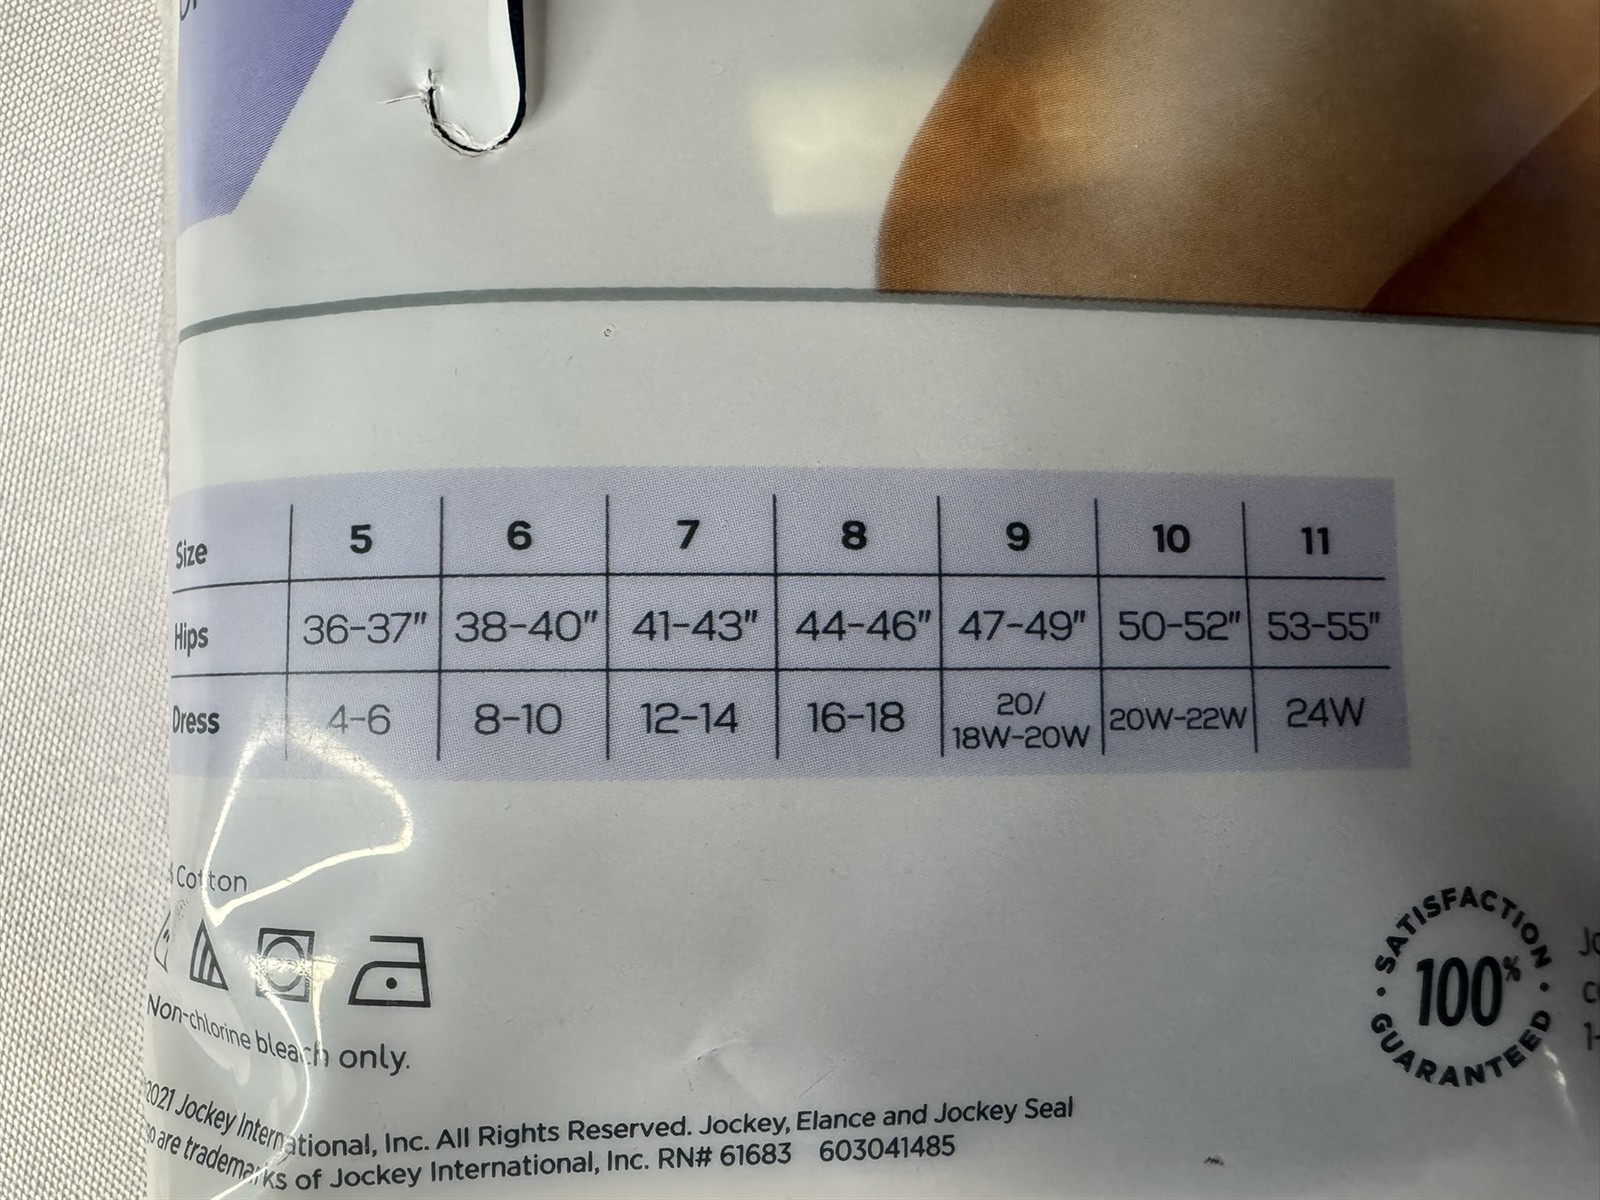 Size 5 6 7 8 9 10 11
Hips 36-37" 38-40" 41-43" 44-46" 47-49" 50-52" 53-55"
Dress 4-6 8-10 12-14 16-18 20/ 18W-20W 20W-22W 24W
Cotton
Non-chlorine bleach only.
SATISFACTION
100%
GUARANTEED
2021 Jockey International, Inc. All Rights Reserved. Jockey, Elance and Jockey Seal
are trademarks of Jockey International, Inc. RN# 61683 603041485